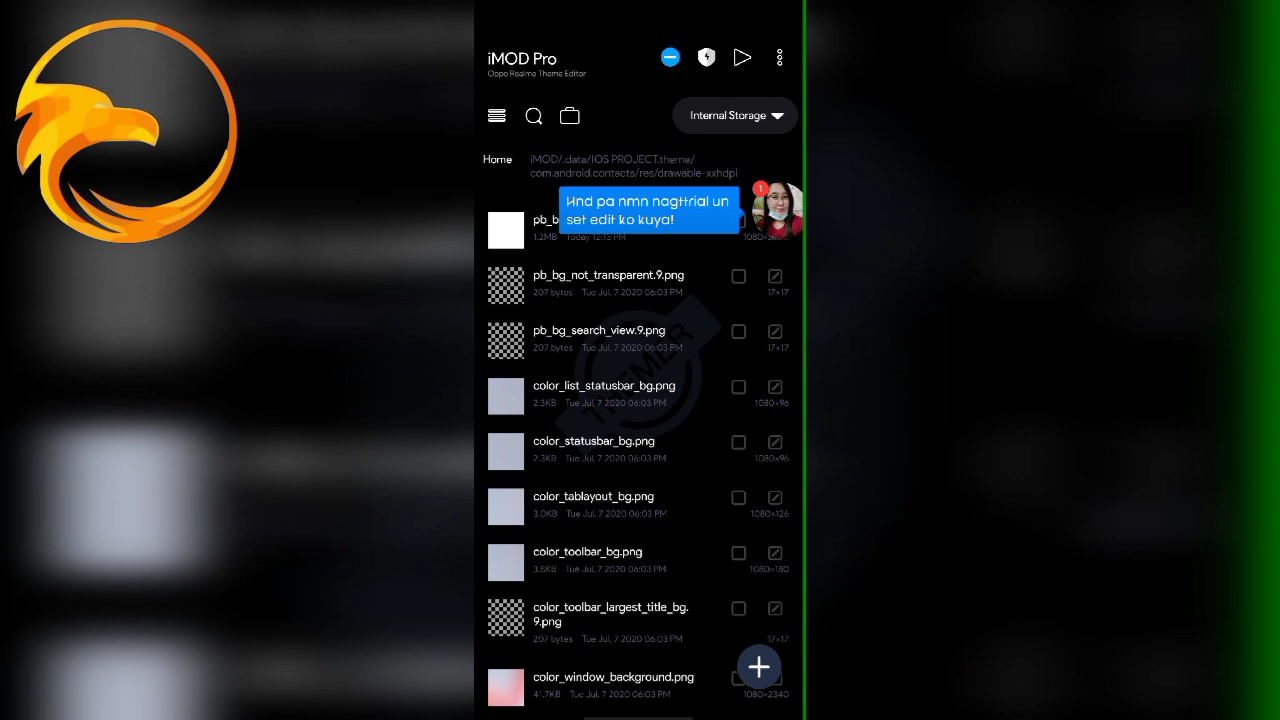 iMOD Pro
Oppo Realme Theme Editor
Internal Storage
Home
iMOD/.data/IOS PROJECT.theme/
com.android.contacts/res/drawable-xxhdpi
1
Hnd pa nmn nagttrial un
set edit ko kuya!
pb_b
1.2MB Today 12:13 PM
pb_bg_not_transparent.9.png
207 bytes Tue Jul, 7 2020 06:03 PM 17×17
pb_bg_search_view.9.png
207 bytes Tue Jul, 7 2020 06:03 PM 17×17
THEMER
color_list_statusbar_bg.png
2.3KB Tue Jul, 7 2020 06:03 PM 1080×96
color_statusbar_bg.png
2.3KB Tue Jul, 7 2020 06:03 PM 1080×96
color_tablayout_bg.png
3.0KB Tue Jul, 7 2020 06:03 PM 1080×126
color_toolbar_bg.png
3.8KB Tue Jul, 7 2020 06:03 PM 1080×180
color_toolbar_largest_title_bg.
9.png
207 bytes Tue Jul, 7 2020 06:03 PM 17×17
color_window_background.png
41.7KB Tue Jul, 7 2020 06:03 PM 1080×2340